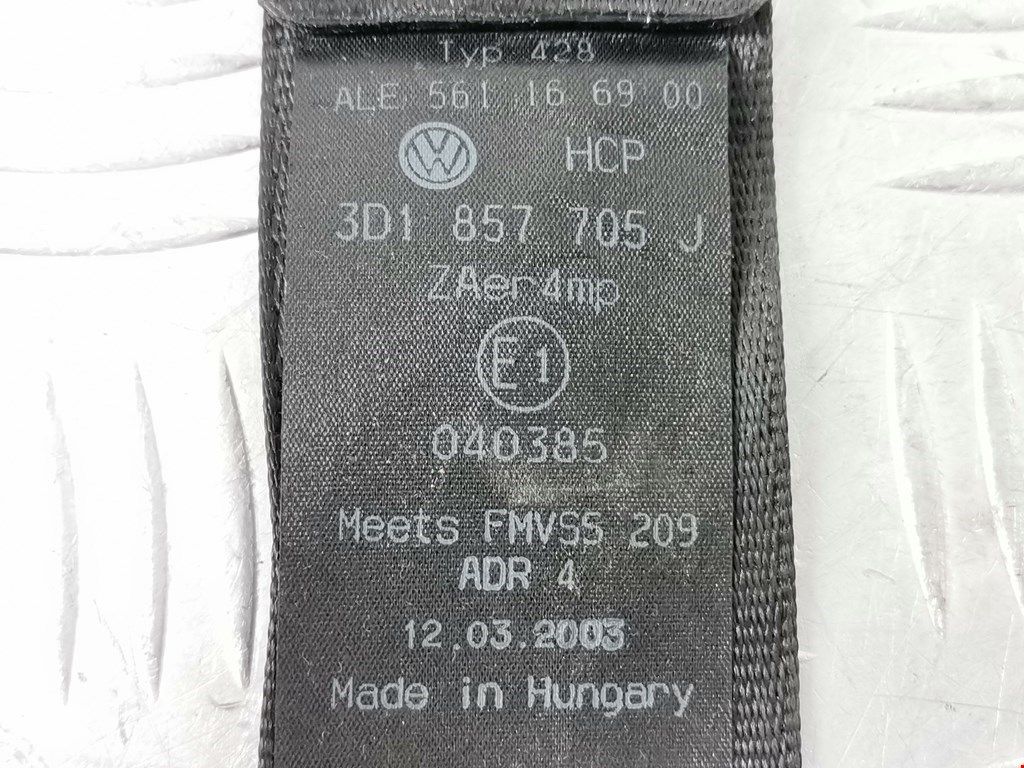 Typ 428
ALE 561 16 69 00
HCP
3D1 857 705 J
ZAer4mp
E1
040385
Meets FMVSS 209
ADR 4
12.03.2003
Made in Hungary